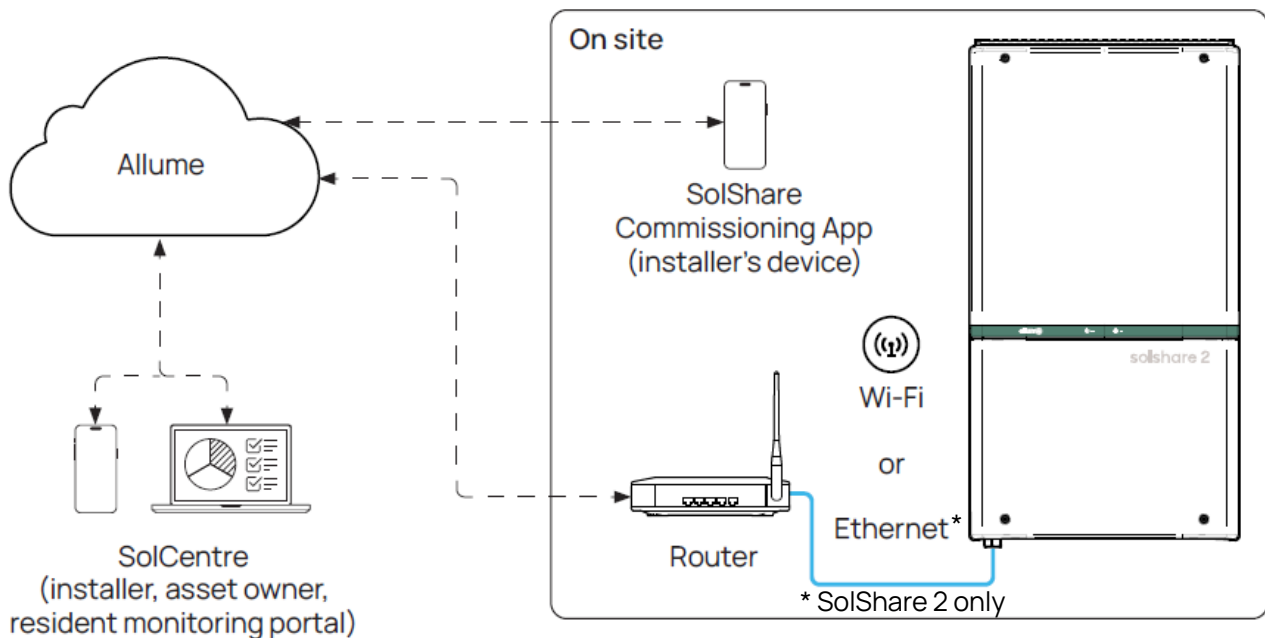 On site
Allume
SolShare
Commissioning App
(installer's device)
solshare 2
Wi-Fi
or
Ethernet*
Router
* SolShare 2 only
SolCentre
(installer, asset owner,
resident monitoring portal)